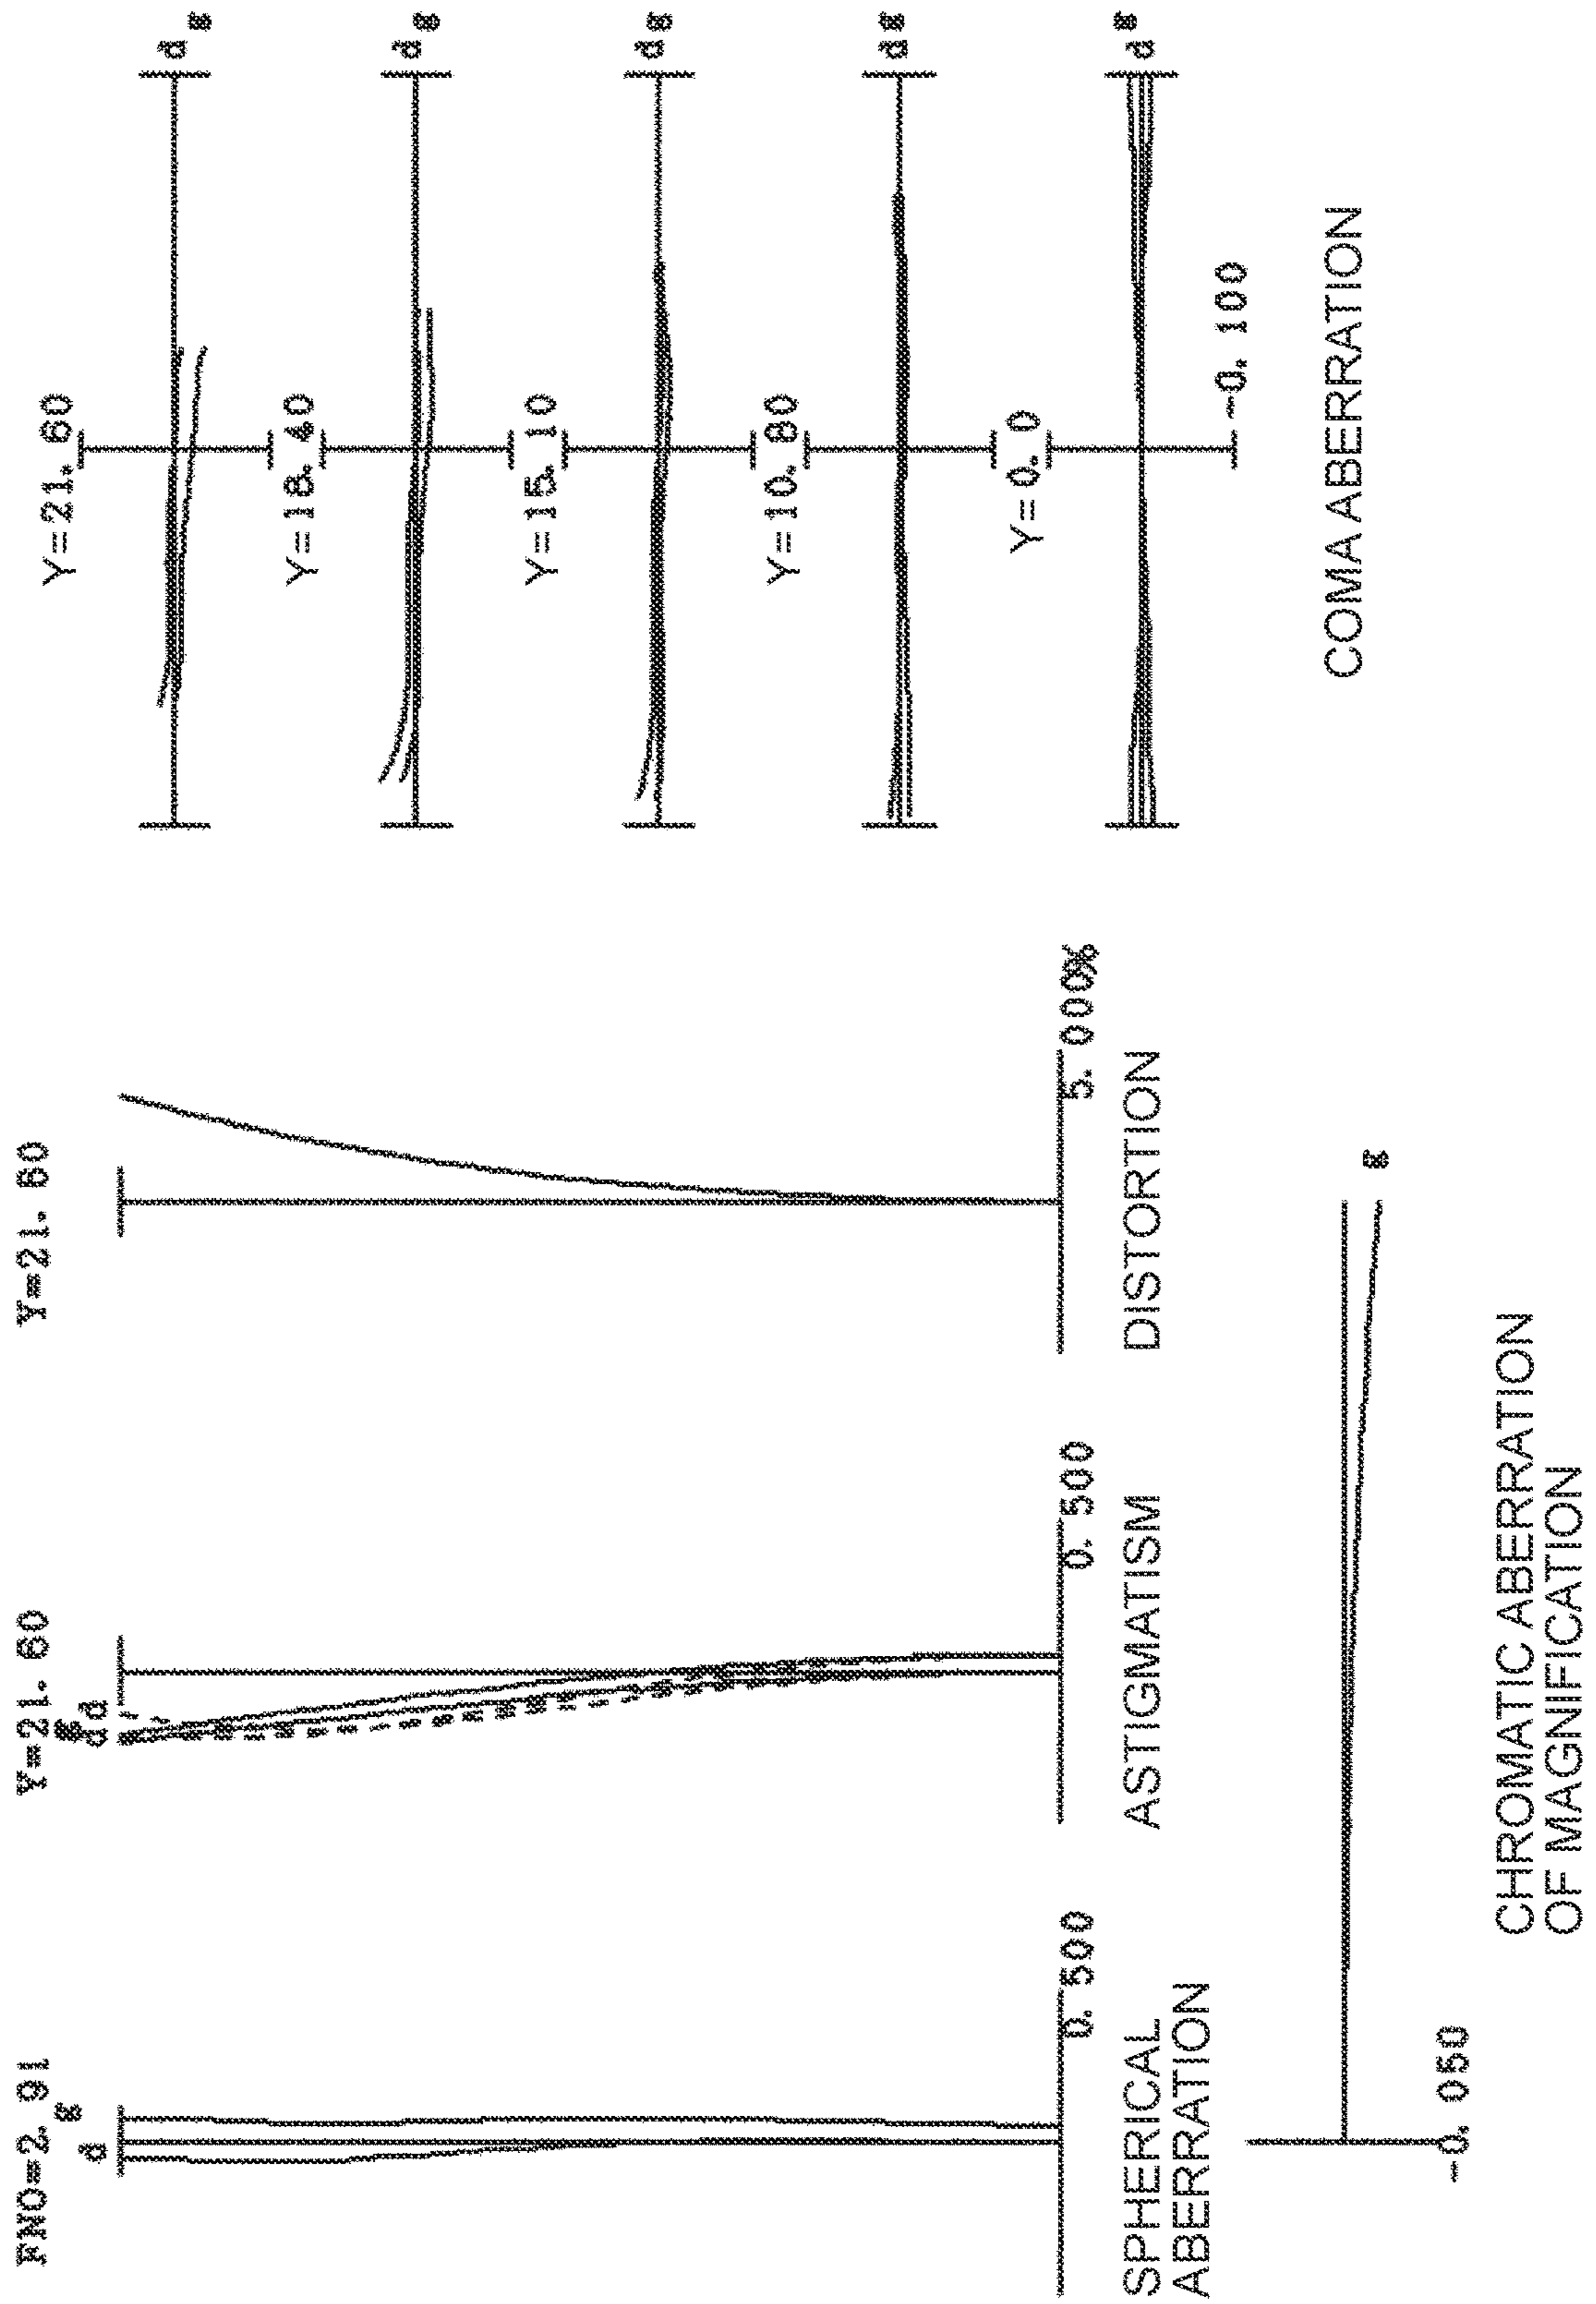 FNO=2.91
g
d
SPHERICAL
ABERRATION
0.500
Y=21.60
g
g
d
d
ASTIGMATISM
0.500
Y=21.60
DISTORTION
5.000%
Y=21.60
d
g
Y=18.40
d
g
Y=15.10
d
g
Y=10.80
d
g
Y=0.0
g
d
-0.100
COMA ABERRATION
g
-0.050
CHROMATIC ABERRATION
OF MAGNIFICATION